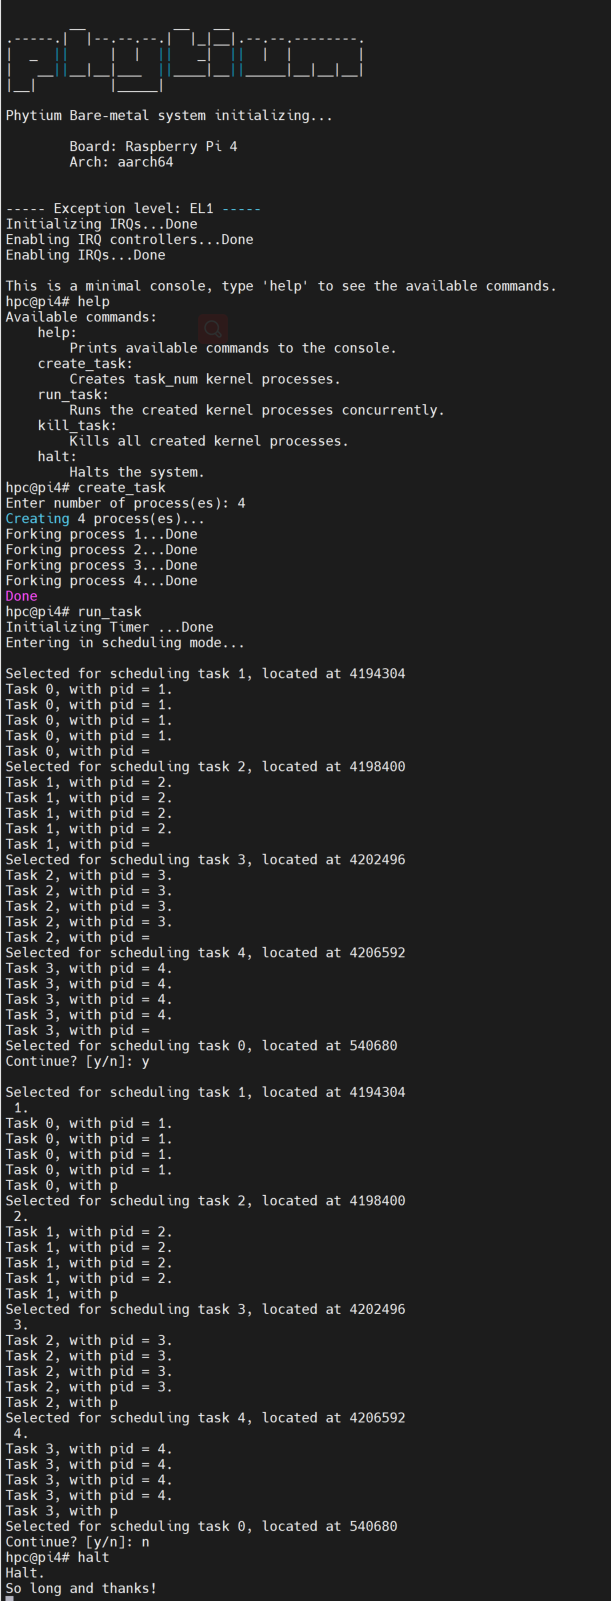 phytium
Phytium Bare-metal system initializing...
Board: Raspberry Pi 4
Arch: aarch64
----- Exception level: EL1 -----
Initializing IRQs...Done
Enabling IRQ controllers...Done
Enabling IRQs...Done
This is a minimal console, type 'help' to see the available commands.
hpc@pi4# help
Available commands:
help:
Prints available commands to the console.
create_task:
Creates task_num kernel processes.
run_task:
Runs the created kernel processes concurrently.
kill_task:
Kills all created kernel processes.
halt:
Halts the system.
hpc@pi4# create_task
Enter number of process(es): 4
Creating 4 process(es)...
Forking process 1...Done
Forking process 2...Done
Forking process 3...Done
Forking process 4...Done
Done
hpc@pi4# run_task
Initializing Timer ...Done
Entering in scheduling mode...
Selected for scheduling task 1, located at 4194304
Task 0, with pid = 1.
Task 0, with pid = 1.
Task 0, with pid = 1.
Task 0, with pid = 1.
Task 0, with pid =
Selected for scheduling task 2, located at 4198400
Task 1, with pid = 2.
Task 1, with pid = 2.
Task 1, with pid = 2.
Task 1, with pid = 2.
Task 1, with pid =
Selected for scheduling task 3, located at 4202496
Task 2, with pid = 3.
Task 2, with pid = 3.
Task 2, with pid = 3.
Task 2, with pid = 3.
Task 2, with pid =
Selected for scheduling task 4, located at 4206592
Task 3, with pid = 4.
Task 3, with pid = 4.
Task 3, with pid = 4.
Task 3, with pid = 4.
Task 3, with pid =
Selected for scheduling task 0, located at 540680
Continue? [y/n]: y
Selected for scheduling task 1, located at 4194304
1.
Task 0, with pid = 1.
Task 0, with pid = 1.
Task 0, with pid = 1.
Task 0, with pid = 1.
Task 0, with p
Selected for scheduling task 2, located at 4198400
2.
Task 1, with pid = 2.
Task 1, with pid = 2.
Task 1, with pid = 2.
Task 1, with pid = 2.
Task 1, with p
Selected for scheduling task 3, located at 4202496
3.
Task 2, with pid = 3.
Task 2, with pid = 3.
Task 2, with pid = 3.
Task 2, with pid = 3.
Task 2, with p
Selected for scheduling task 4, located at 4206592
4.
Task 3, with pid = 4.
Task 3, with pid = 4.
Task 3, with pid = 4.
Task 3, with pid = 4.
Task 3, with p
Selected for scheduling task 0, located at 540680
Continue? [y/n]: n
hpc@pi4# halt
Halt.
So long and thanks!